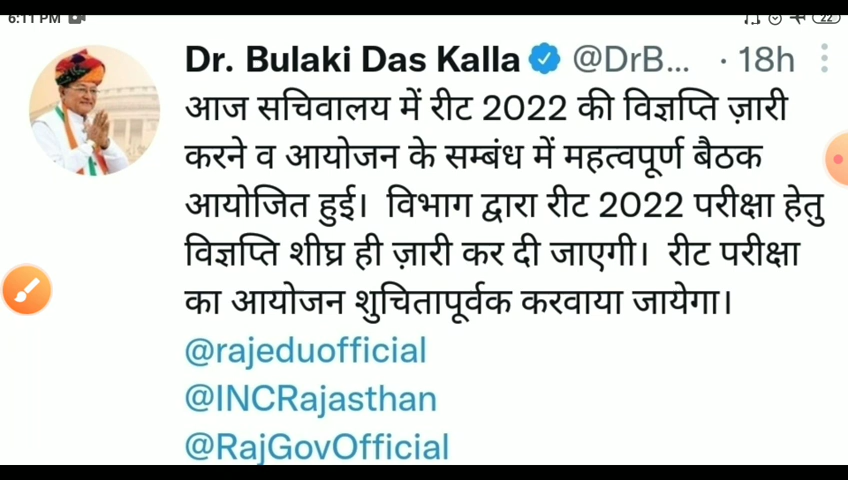 6:11 PM
22
Dr. Bulaki Das Kalla @DrB... · 18h
आज सचिवालय में रीट 2022 की विज्ञप्ति ज़ारी
करने व आयोजन के सम्बंध में महत्वपूर्ण बैठक
आयोजित हुई। विभाग द्वारा रीट 2022 परीक्षा हेतु
विज्ञप्ति शीघ्र ही ज़ारी कर दी जाएगी। रीट परीक्षा
का आयोजन शुचितापूर्वक करवाया जायेगा।
@rajeduofficial
@INCRajasthan
@RajGovOfficial